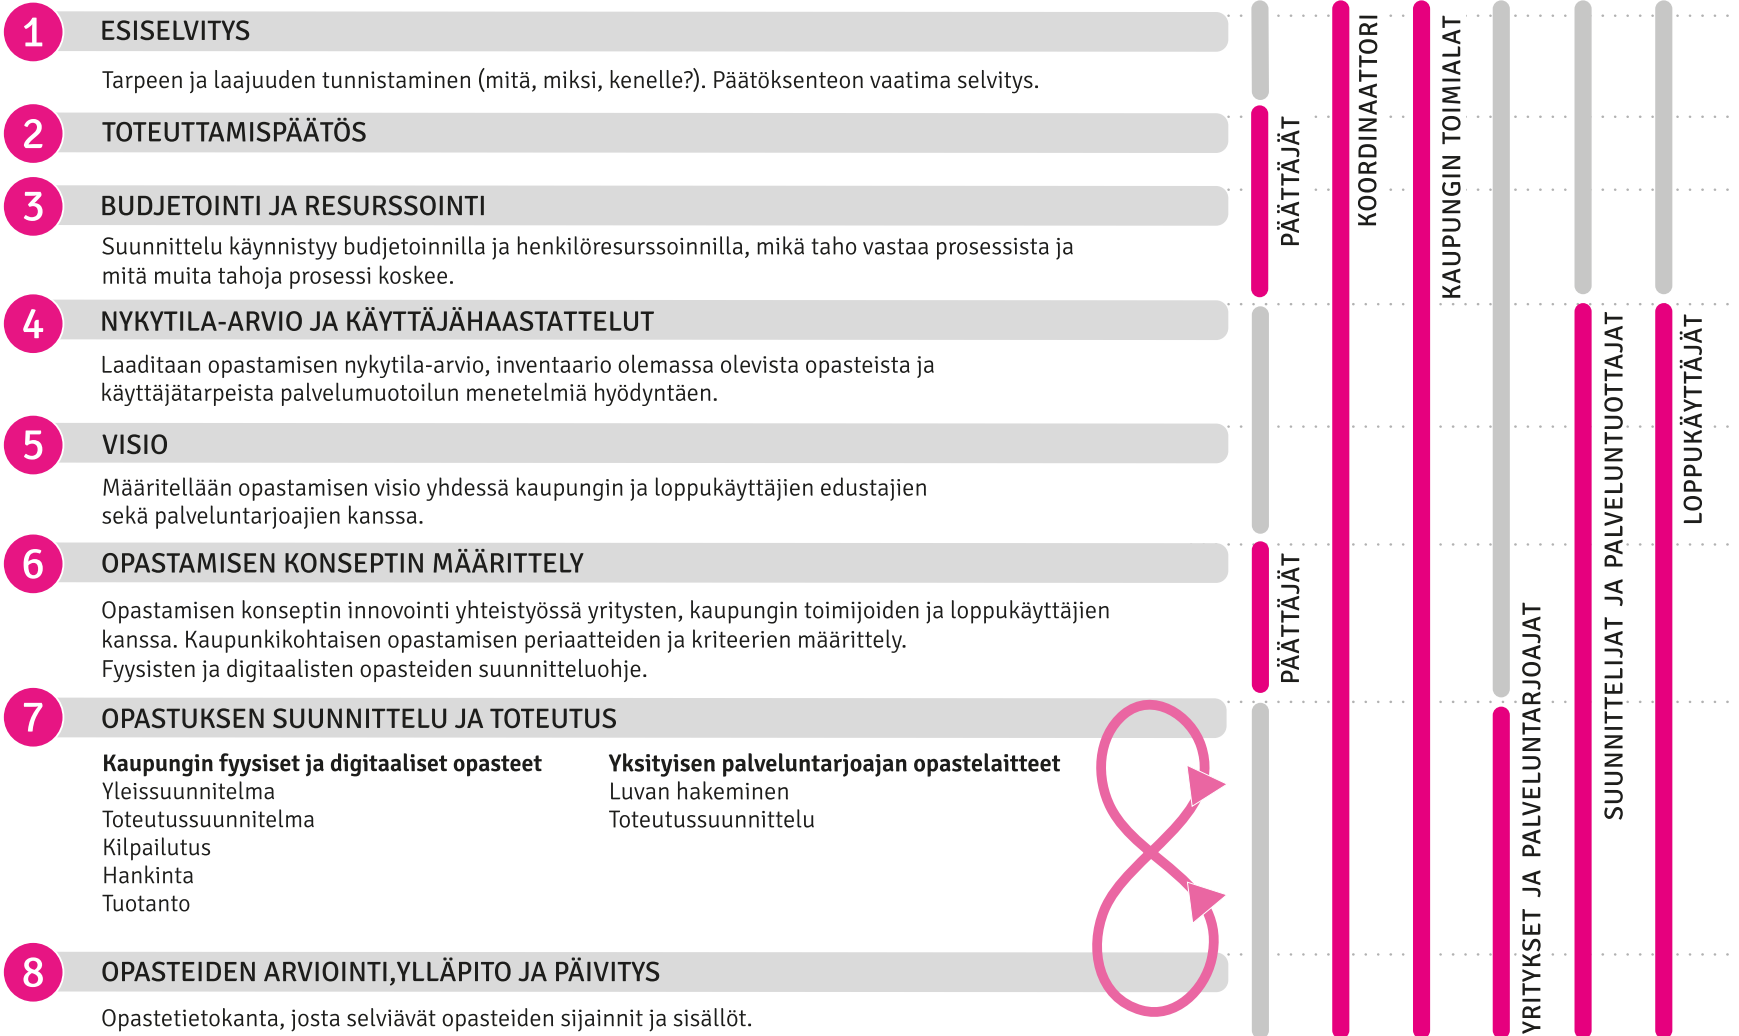 1 ESISELVITYS
Tarpeen ja laajuuden tunnistaminen (mitä, miksi, kenelle?). Päätöksenteon vaatima selvitys.
2 TOTEUTTAMISPÄÄTÖS
3 BUDJETOINTI JA RESURSSOINTI
Suunnittelu käynnistyy budjetoinnilla ja henkilöresurssoinnilla, mikä taho vastaa prosessista ja
mitä muita tahoja prosessi koskee.
4 NYKYTILA-ARVIO JA KÄYTTÄJÄHAASTATTELUT
Laaditaan opastamisen nykytila-arvio, inventaario olemassa olevista opasteista ja
käyttäjätarpeista palvelumuotoilun menetelmiä hyödyntäen.
5 VISIO
Määritellään opastamisen visio yhdessä kaupungin ja loppukäyttäjien edustajien
sekä palveluntarjoajien kanssa.
6 OPASTAMISEN KONSEPTIN MÄÄRITTELY
Opastamisen konseptin innovointi yhteistyössä yritysten, kaupungin toimijoiden ja loppukäyttäjien
kanssa. Kaupunkikohtaisen opastamisen periaatteiden ja kriteerien määrittely.
Fyysisten ja digitaalisten opasteiden suunnitteluohje.
7 OPASTUKSEN SUUNNITTELU JA TOTEUTUS
Kaupungin fyysiset ja digitaaliset opasteet
Yleissuunnitelma
Toteutussuunnitelma
Kilpailutus
Hankinta
Tuotanto
Yksityisen palveluntarjoajan opastelaitteet
Luvan hakeminen
Toteutussuunnittelu
8 OPASTEIDEN ARVIOINTI,YLLÄPITO JA PÄIVITYS
Opastetietokanta, josta selviävät opasteiden sijainnit ja sisällöt.
PÄÄTTÄJÄT
PÄÄTTÄJÄT
KOORDINAATTORI
KAUPUNGIN TOIMIALAT
YRITYKSET JA PALVELUNTARJOAJAT
SUUNNITTELIJAT JA PALVELUNTUOTTAJAT
LOPPUKÄYTTÄJÄT